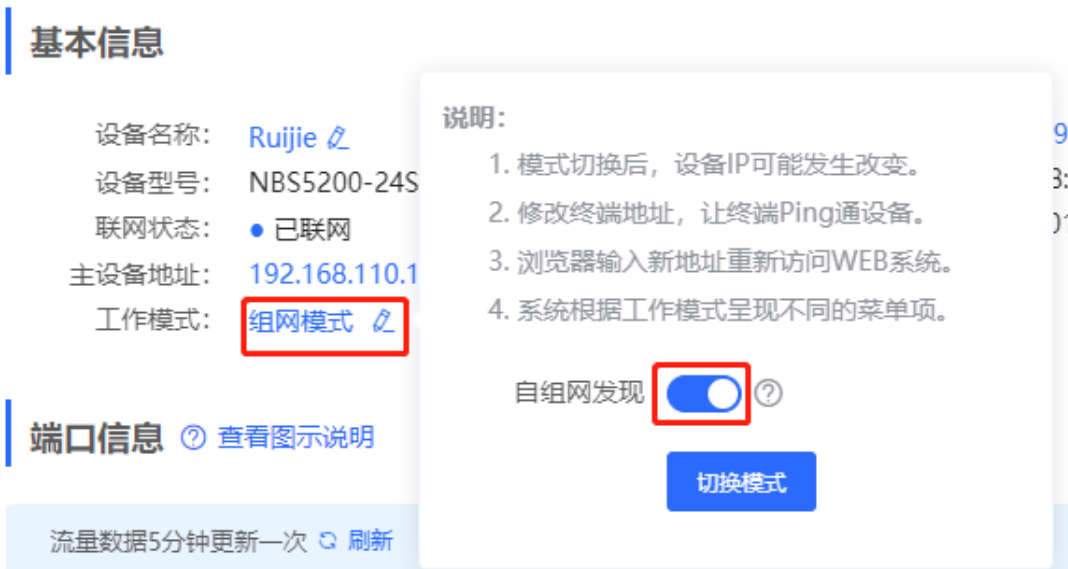 基本信息
设备名称： Ruijie
设备型号： NBS5200-24S
联网状态： 已联网
主设备地址： 192.168.110.1
工作模式： 组网模式
说明：
1. 模式切换后，设备IP可能发生改变。
2. 修改终端地址，让终端Ping通设备。
3. 浏览器输入新地址重新访问WEB系统。
4. 系统根据工作模式呈现不同的菜单项。
自组网发现
切换模式
端口信息 查看图示说明
流量数据5分钟更新一次 刷新